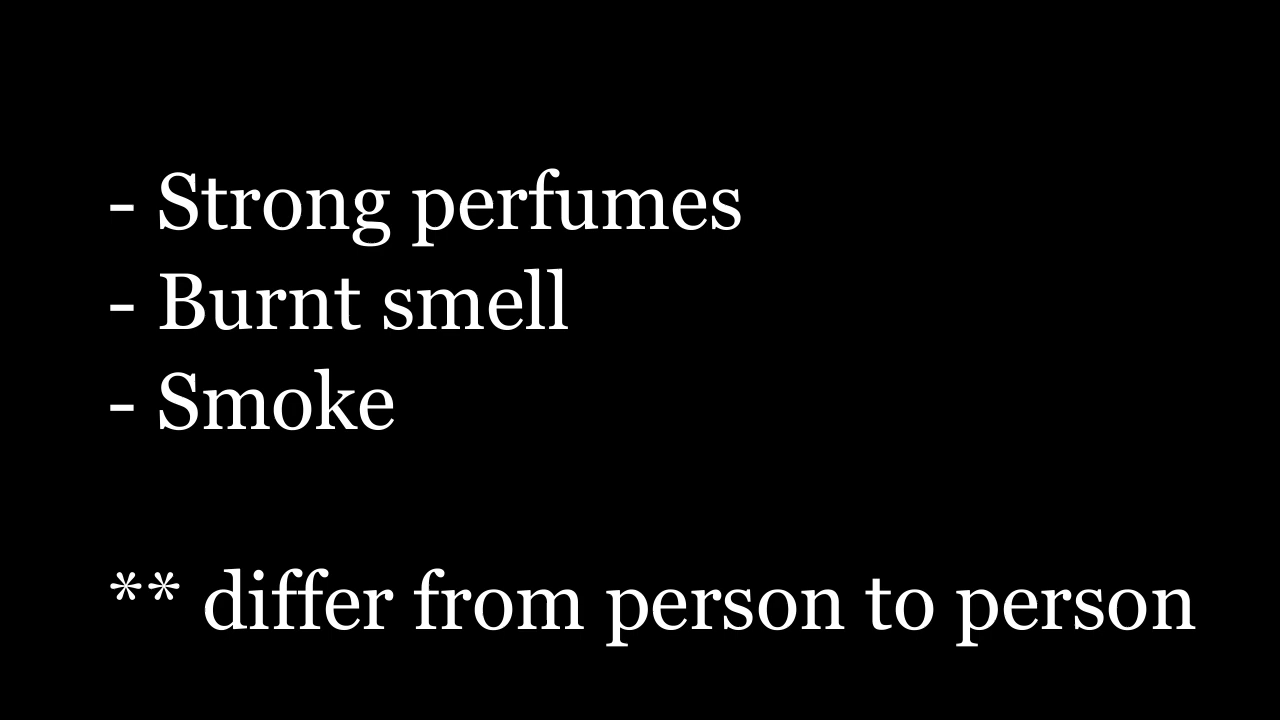 - Strong perfumes
- Burnt smell
- Smoke
** differ from person to person